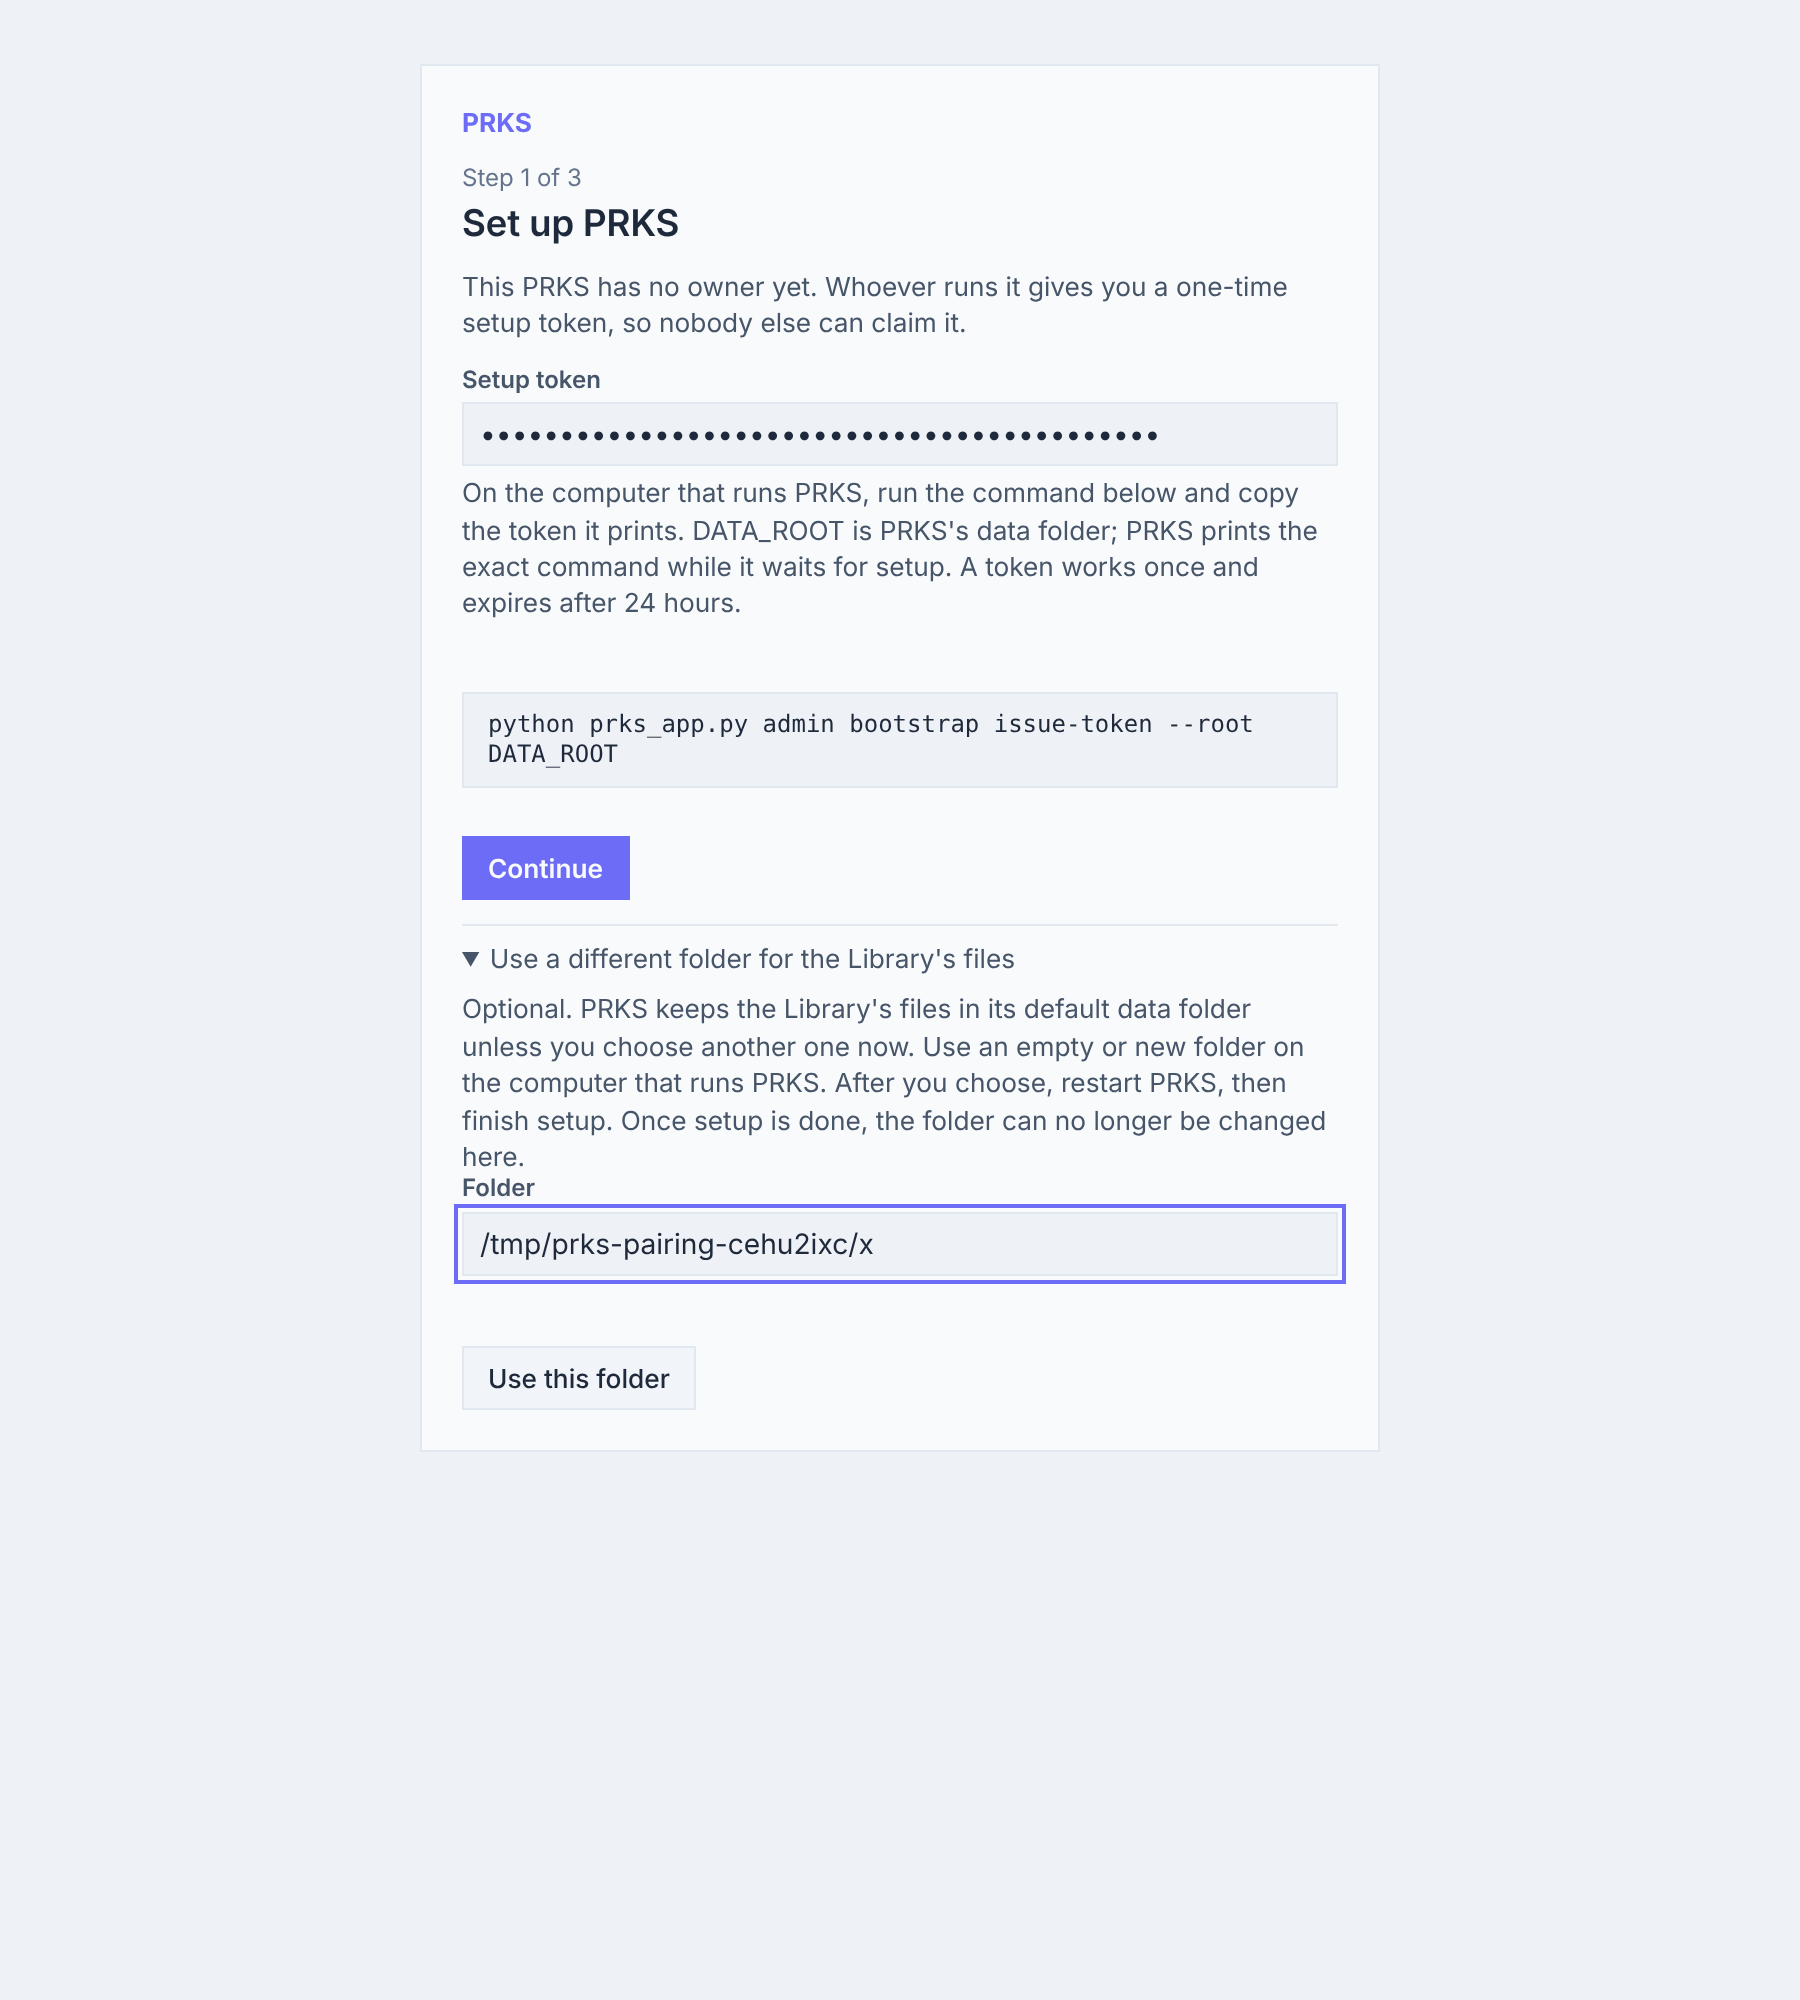 PRKS
Step 1 of 3
Set up PRKS
This PRKS has no owner yet. Whoever runs it gives you a one-time
setup token, so nobody else can claim it.
Setup token
•••••••••••••••••••••••••••••••••••••••••••
On the computer that runs PRKS, run the command below and copy
the token it prints. DATA_ROOT is PRKS's data folder; PRKS prints the
exact command while it waits for setup. A token works once and
expires after 24 hours.
python prks_app.py admin bootstrap issue-token --root
DATA_ROOT
Continue
▼ Use a different folder for the Library's files
Optional. PRKS keeps the Library's files in its default data folder
unless you choose another one now. Use an empty or new folder on
the computer that runs PRKS. After you choose, restart PRKS, then
finish setup. Once setup is done, the folder can no longer be changed
here.
Folder
/tmp/prks-pairing-cehu2ixc/x
Use this folder